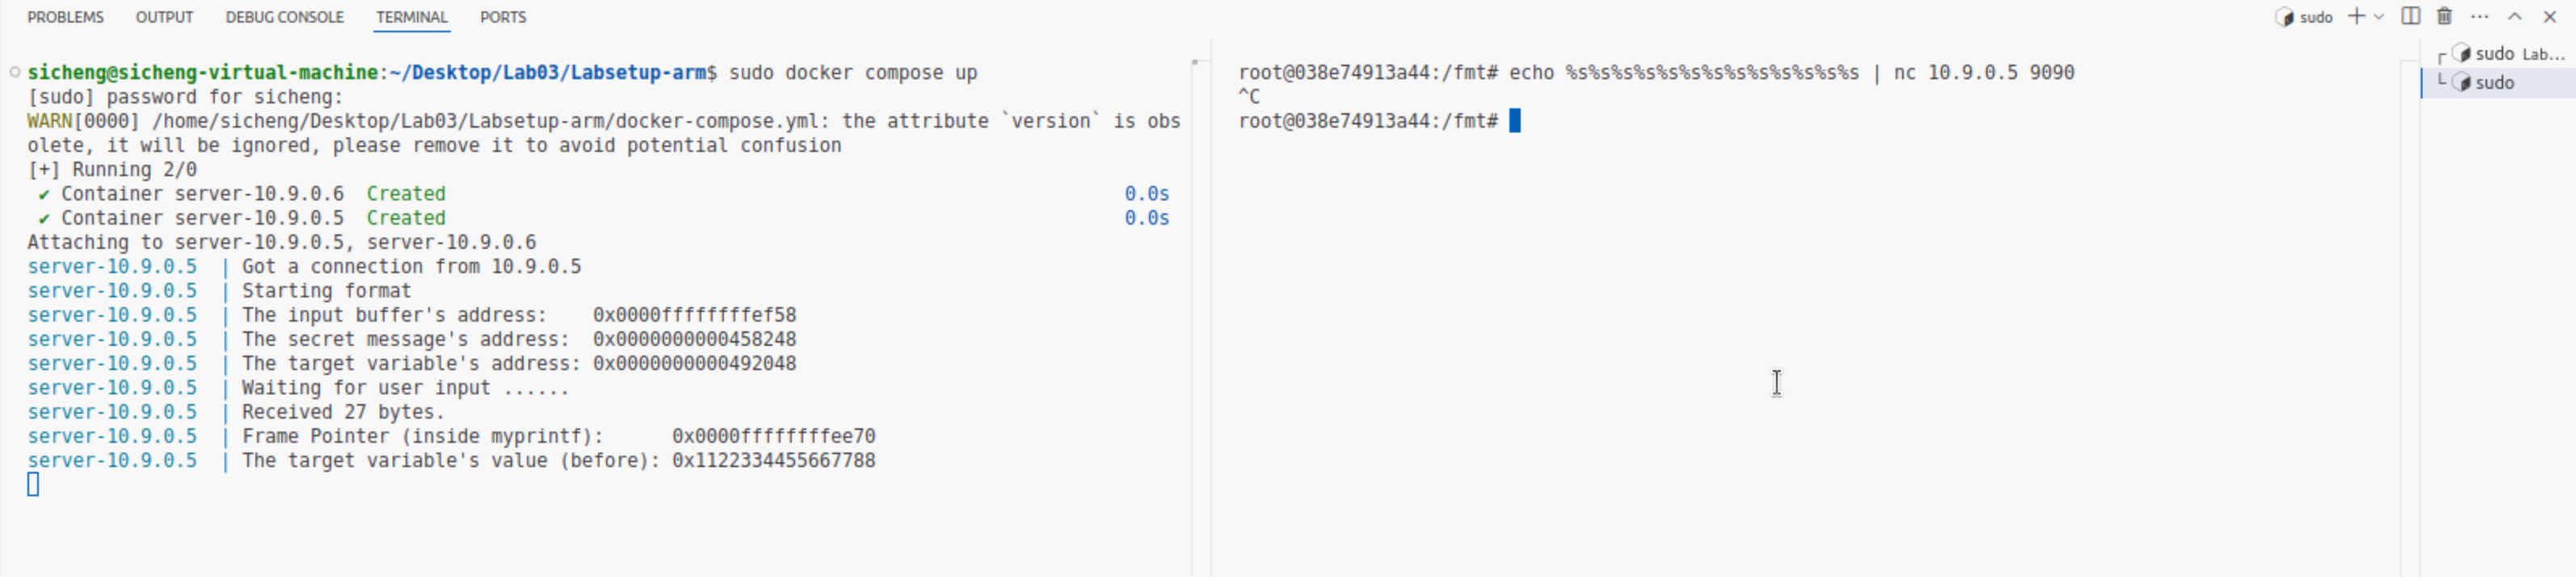 PROBLEMS OUTPUT DEBUG CONSOLE TERMINAL PORTS
sudo
sicheng@sicheng-virtual-machine:~/Desktop/Lab03/Labsetup-arm$ sudo docker compose up
[sudo] password for sicheng:
WARN[0000] /home/sicheng/Desktop/Lab03/Labsetup-arm/docker-compose.yml: the attribute `version` is obs
olete, it will be ignored, please remove it to avoid potential confusion
[+] Running 2/0
✔ Container server-10.9.0.6  Created 0.0s
✔ Container server-10.9.0.5  Created 0.0s
Attaching to server-10.9.0.5, server-10.9.0.6
server-10.9.0.5  | Got a connection from 10.9.0.5
server-10.9.0.5  | Starting format
server-10.9.0.5  | The input buffer's address:    0x0000ffffffffef58
server-10.9.0.5  | The secret message's address:  0x0000000000458248
server-10.9.0.5  | The target variable's address: 0x0000000000492048
server-10.9.0.5  | Waiting for user input ......
server-10.9.0.5  | Received 27 bytes.
server-10.9.0.5  | Frame Pointer (inside myprintf):      0x0000ffffffffee70
server-10.9.0.5  | The target variable's value (before): 0x1122334455667788
root@038e74913a44:/fmt# echo %s%s%s%s%s%s%s%s%s%s%s%s%s | nc 10.9.0.5 9090
^C
root@038e74913a44:/fmt#
sudo Lab...
sudo